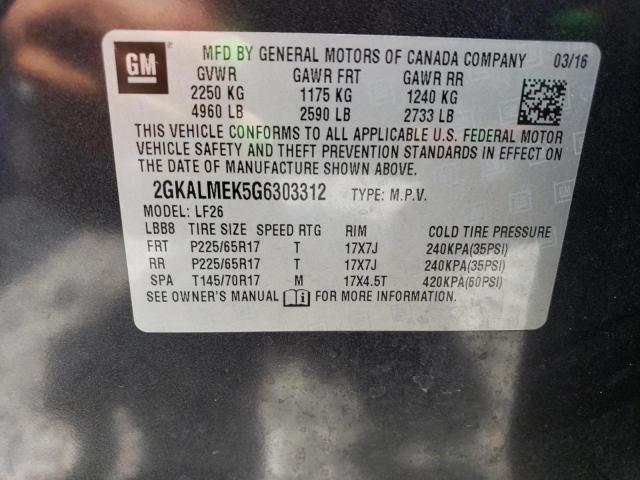 GM MFD BY GENERAL MOTORS OF CANADA COMPANY 03/16
GVWR GAWR FRT GAWR RR
2250 KG 1175 KG 1240 KG
4960 LB 2590 LB 2733 LB
THIS VEHICLE CONFORMS TO ALL APPLICABLE U.S. FEDERAL MOTOR
VEHICLE SAFETY AND THEFT PREVENTION STANDARDS IN EFFECT ON
THE DATE OF MANUFACTURE SHOWN ABOVE.
2GKALMEK5G6303312 TYPE: M.P.V.
MODEL: LF26
LBB8 TIRE SIZE SPEED RTG RIM COLD TIRE PRESSURE
FRT P225/65R17 T 17X7J 240KPA(35PSI)
RR P225/65R17 T 17X7J 240KPA(35PSI)
SPA T145/70R17 M 17X4.5T 420KPA(60PSI)
SEE OWNER'S MANUAL FOR MORE INFORMATION.